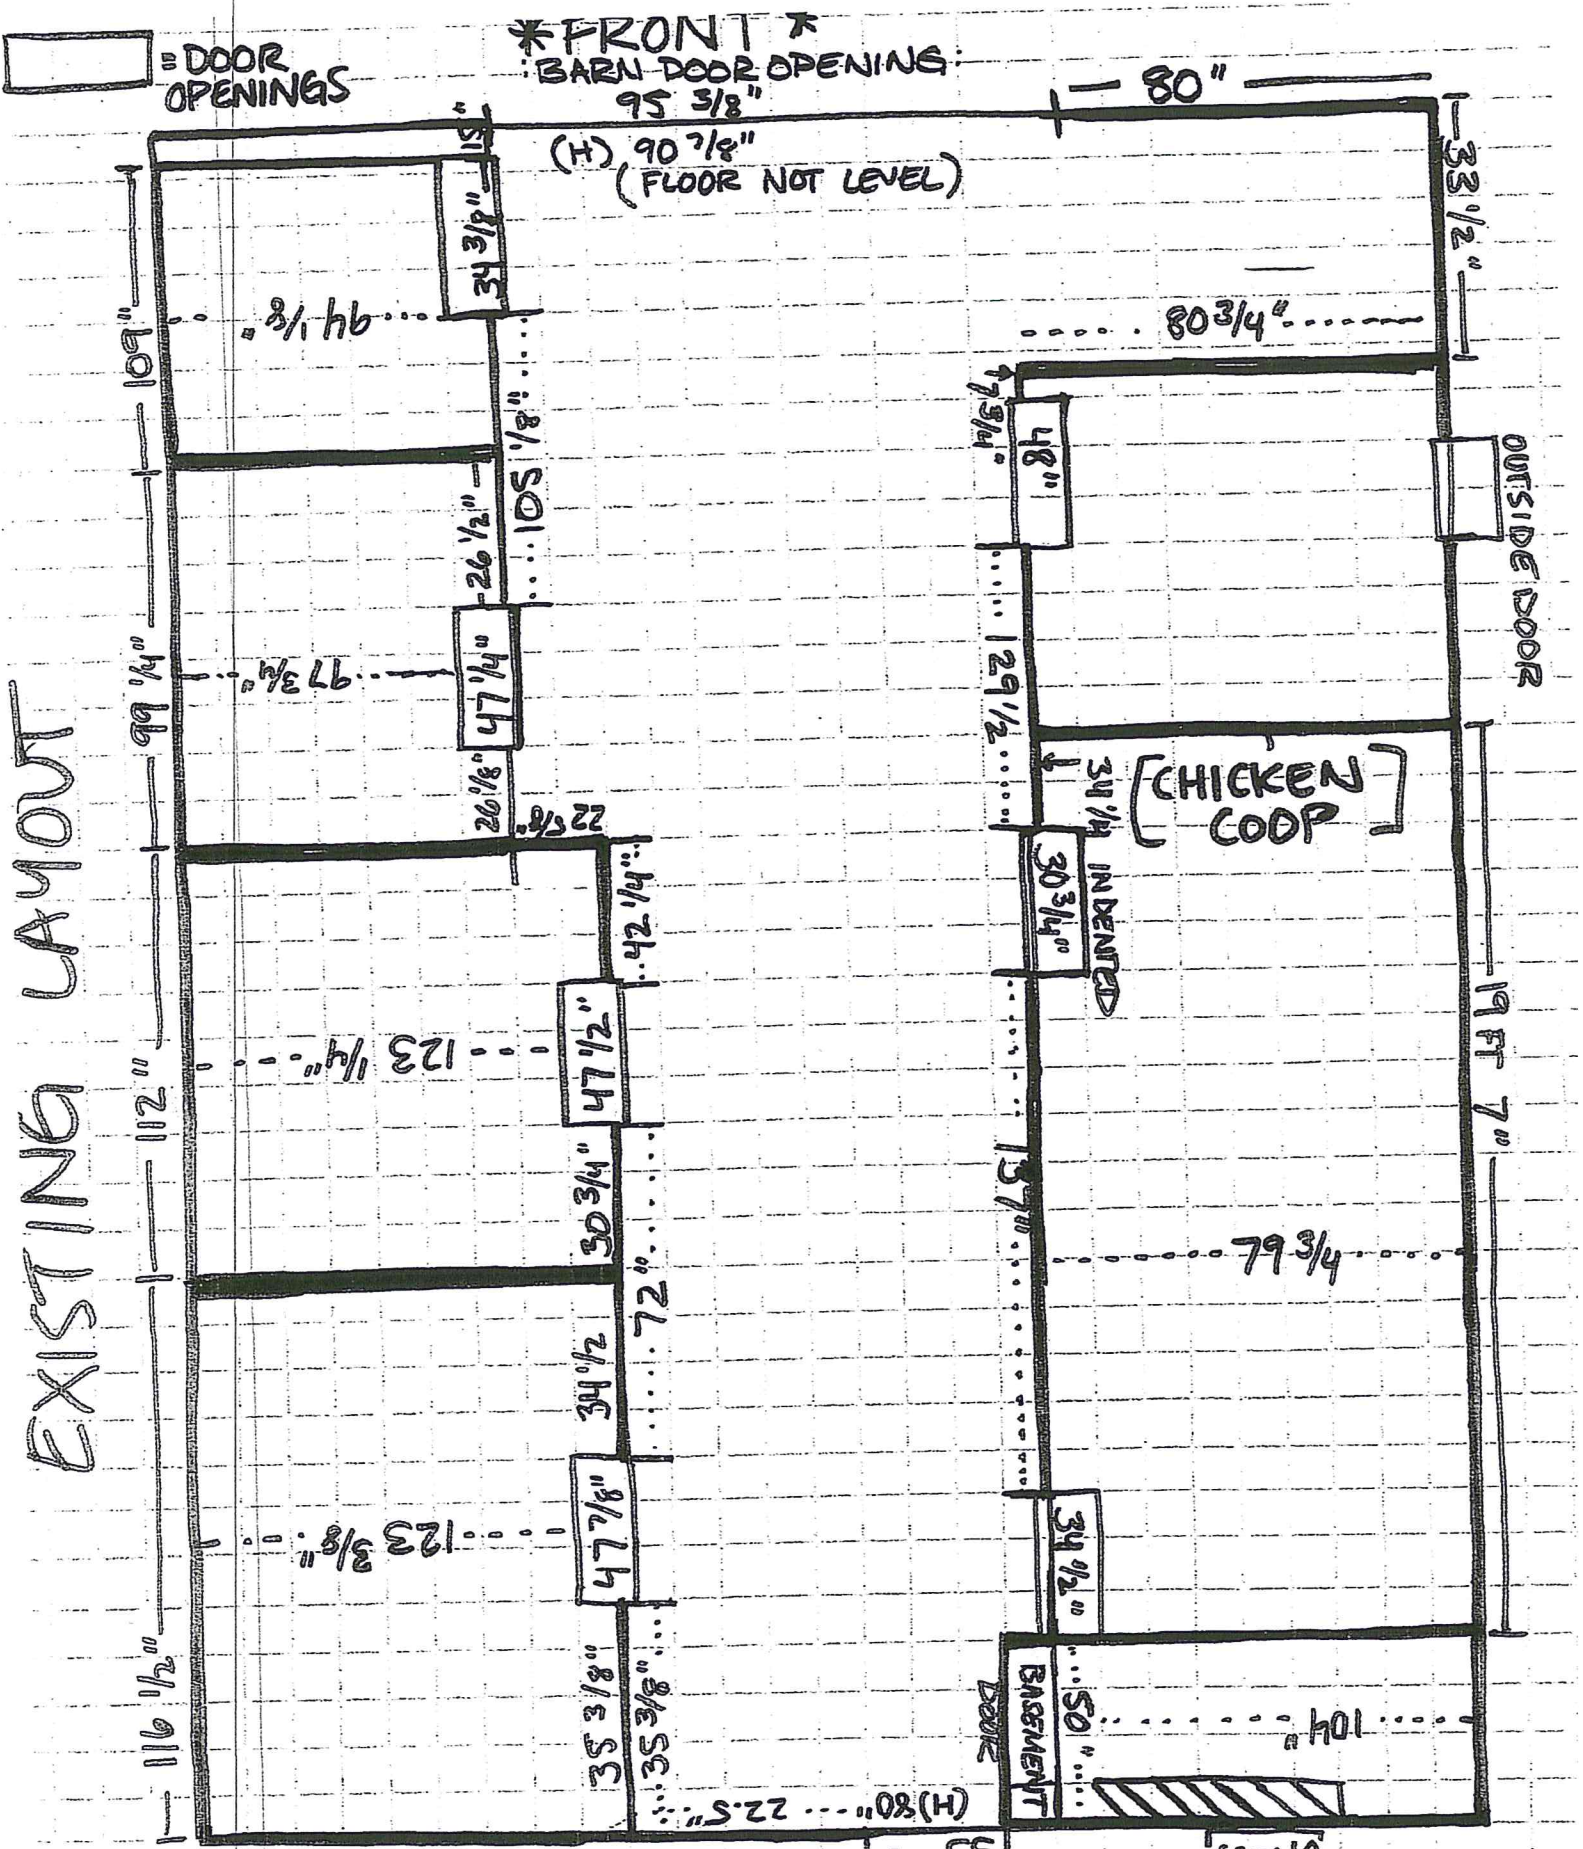 = DOOR
OPENINGS
*FRONT*
BARN DOOR OPENING:
95 3/8"
(H) 90 7/8"
(FLOOR NOT LEVEL)
80"
15"
33 1/2"
34 3/8"
94 1/8"
109"
80 3/4"
7 3/4"
48"
105 1/8"
OUTSIDE DOOR
26 1/2"
47 1/4"
97 3/4"
99 1/4"
26 1/8"
22 5/8"
129 1/2
[CHICKEN
COOP]
3 1/4 INDENTED
30 3/4"
42 1/4"
EXISTING LAYOUT
47 1/2"
123 1/4"
112"
19 FT 7"
137"
30 3/4"
72"
79 3/4
34 1/2
47 7/8"
123 3/8"
34 1/2"
116 1/2"
35 3/8"
35 3/8"
DOOR
BASEMENT
50"
104"
22.5"
(H) 80"